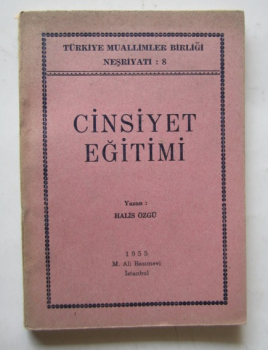 TÜRKİYE MUALLİMLER BİRLİĞİ
NEŞRİYATI : 8
CİNSİYET
EĞİTİMİ
Yazan :
HALİS ÖZGÜ
1959
M. Ali Basımevi
İstanbul